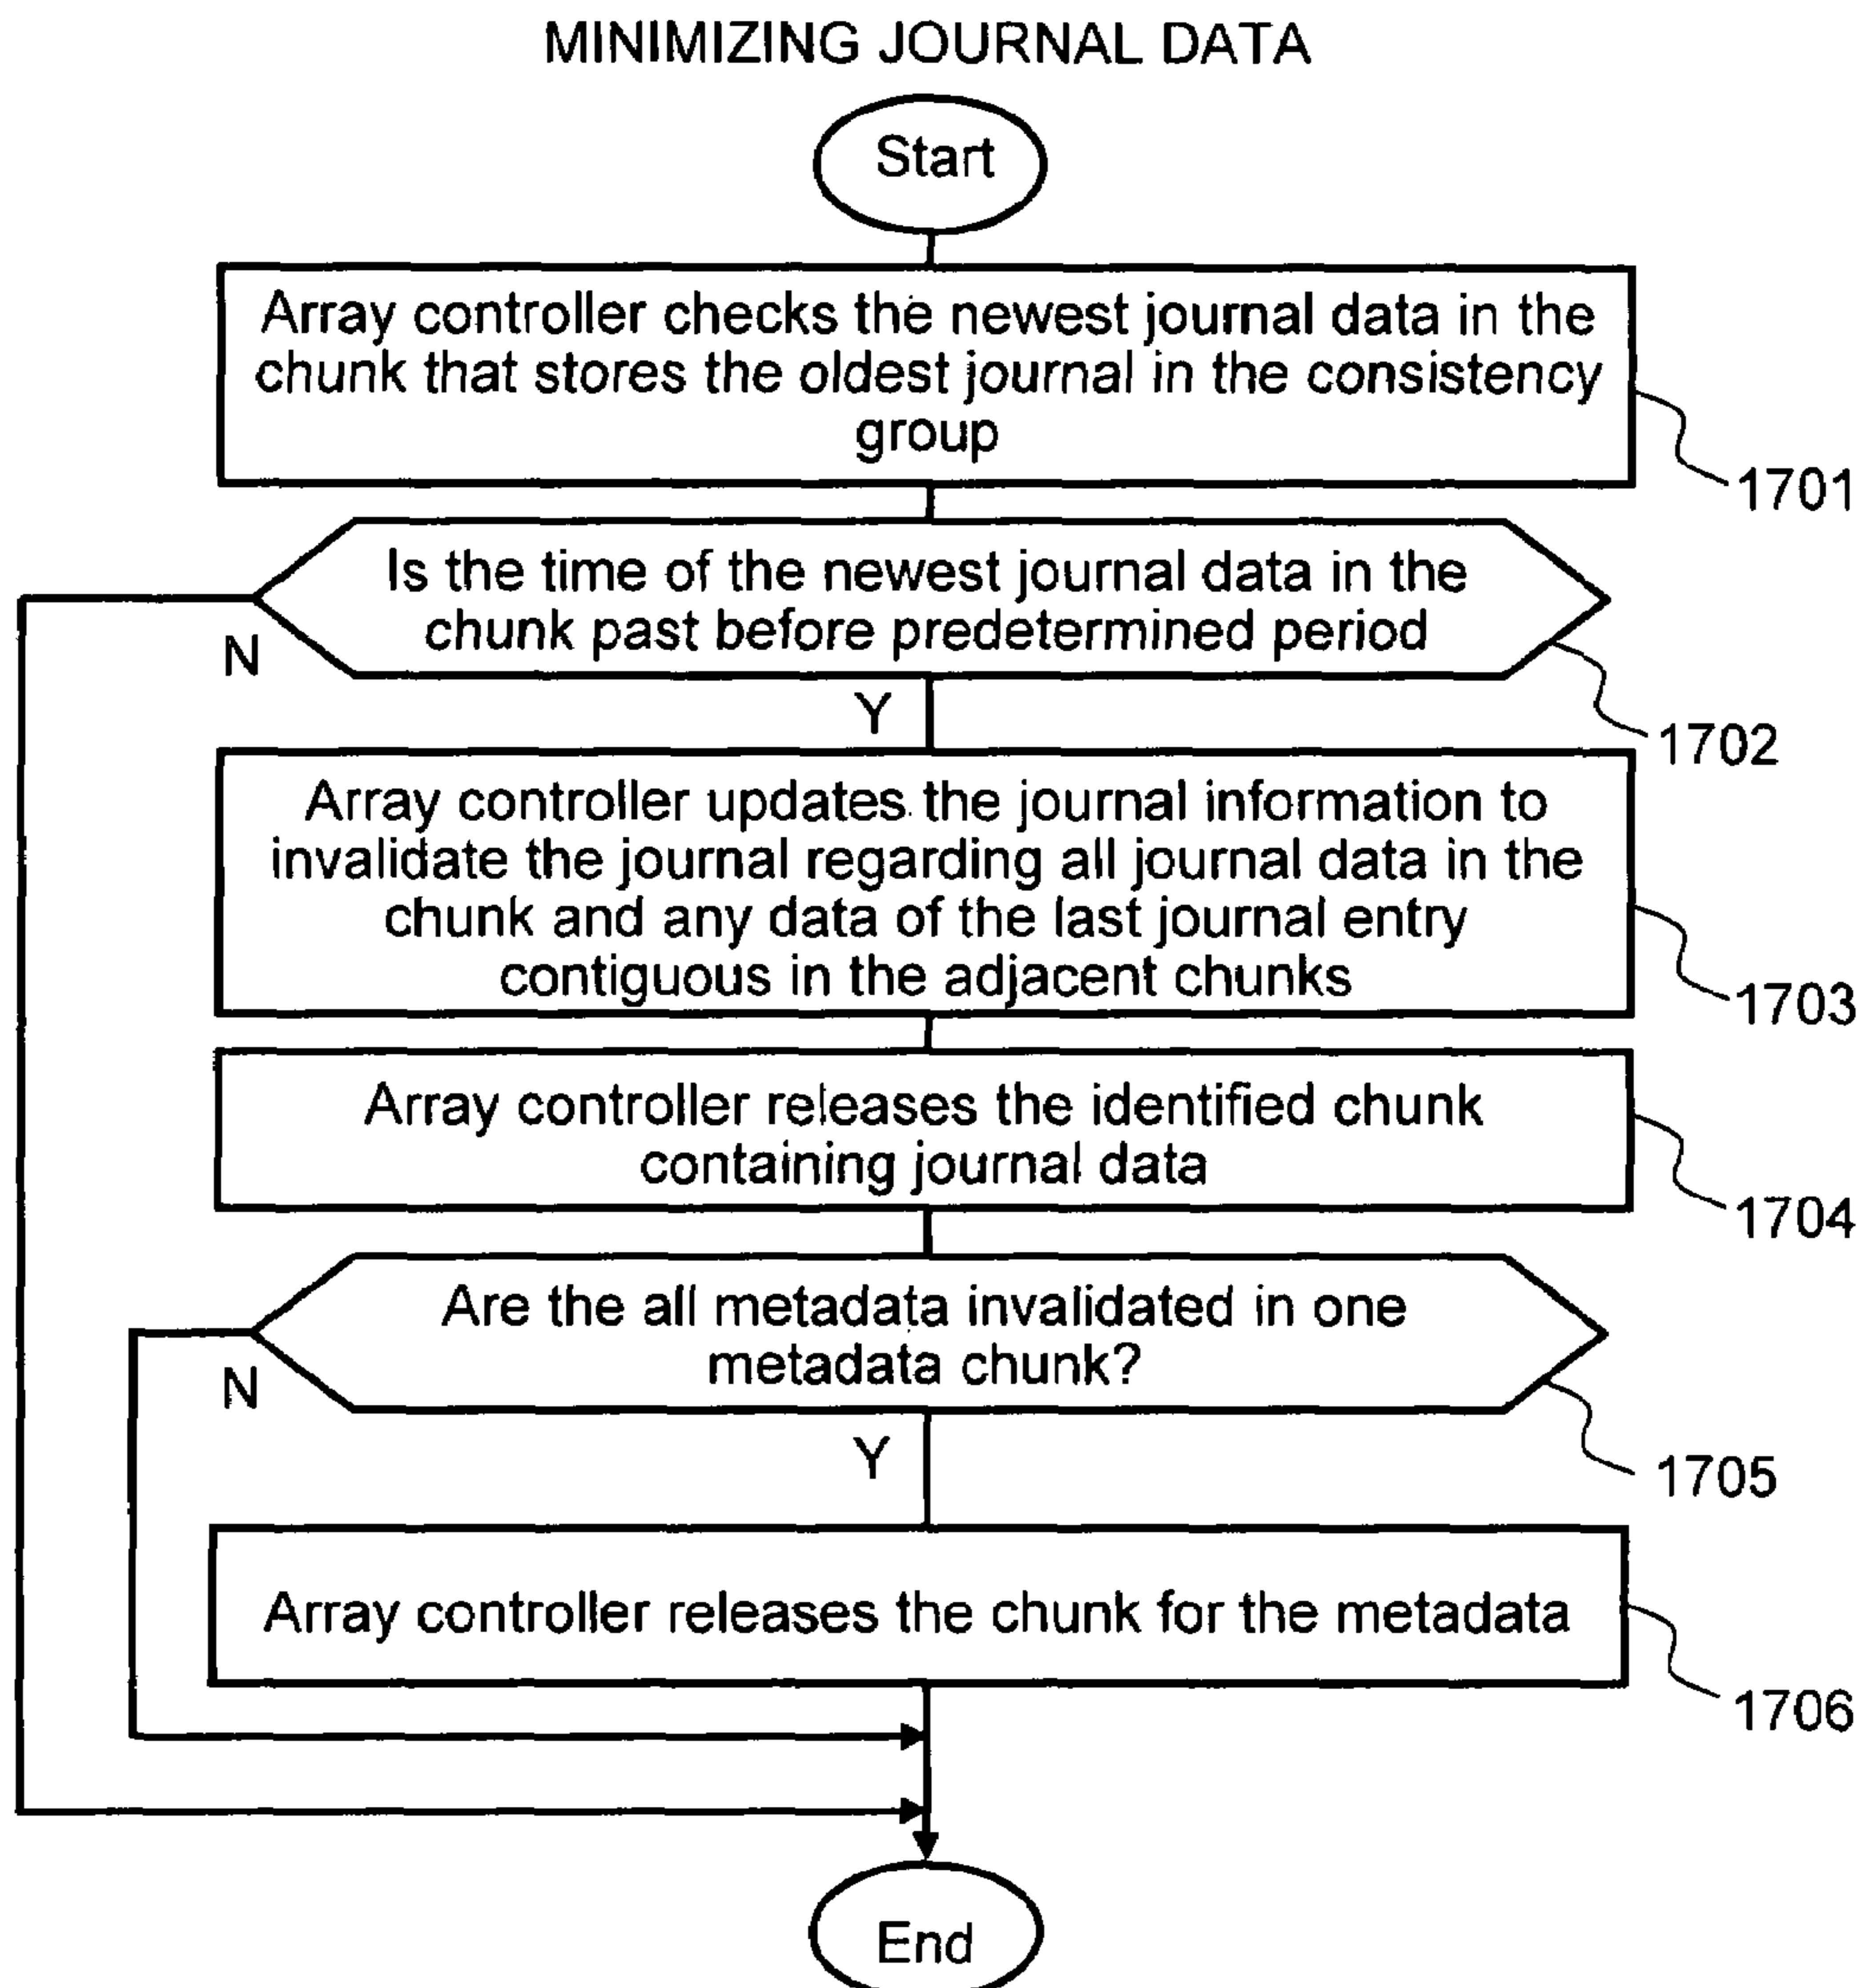 MINIMIZING JOURNAL DATA
Start
Array controller checks the newest journal data in the
chunk that stores the oldest journal in the consistency
group
1701
Is the time of the newest journal data in the
chunk past before predetermined period
N
Y
1702
Array controller updates the journal information to
invalidate the journal regarding all journal data in the
chunk and any data of the last journal entry
contiguous in the adjacent chunks
1703
Array controller releases the identified chunk
containing journal data
1704
Are the all metadata invalidated in one
metadata chunk?
N
Y
1705
Array controller releases the chunk for the metadata
1706
End